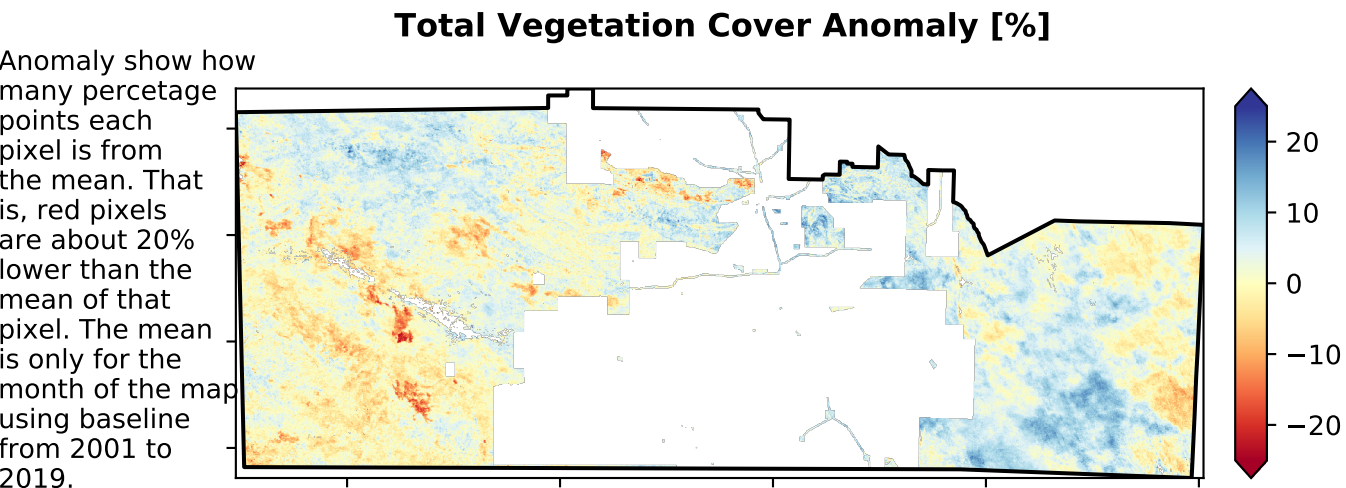 Total Vegetation Cover Anomaly [%]
Anomaly show how
many percetage
points each
pixel is from
the mean. That
is, red pixels
are about 20%
lower than the
mean of that
pixel. The mean
is only for the
month of the map
using baseline
from 2001 to
2019.
20
10
0
−10
−20